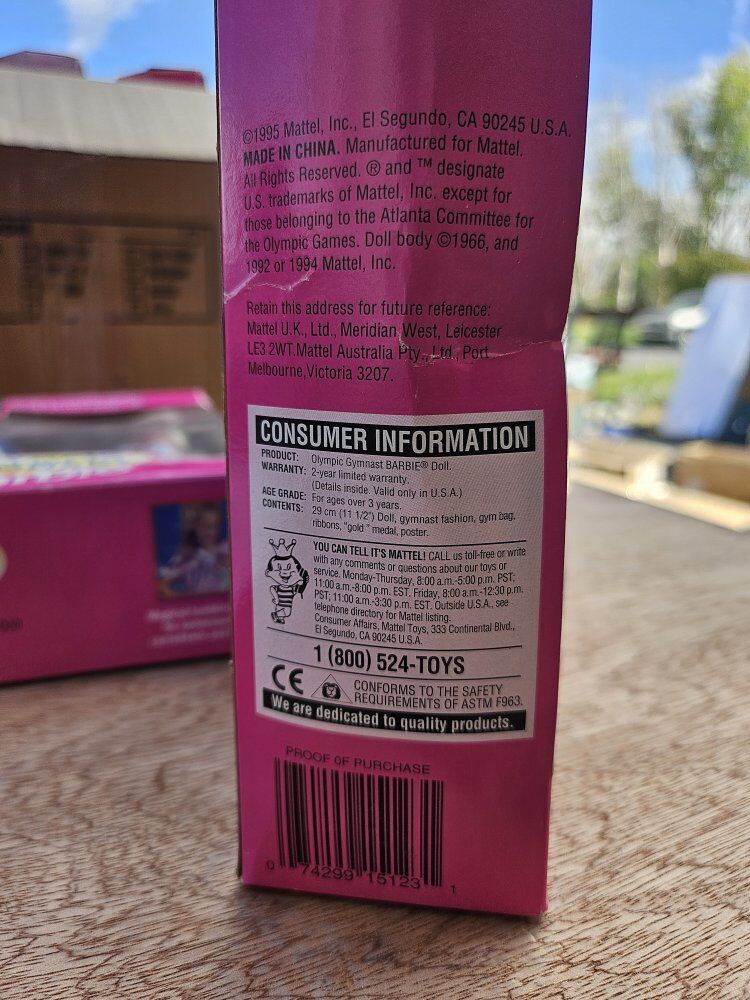 ©1995 Mattel, Inc., El Segundo, CA 90245 U.S.A.
MADE IN CHINA. Manufactured for Mattel.
All Rights Reserved. ® and ™ designate
U.S. trademarks of Mattel, Inc. except for
those belonging to the Atlanta Committee for
the Olympic Games. Doll body ©1966, and
1992 or 1994 Mattel, Inc.
Retain this address for future reference:
Mattel U.K., Ltd., Meridian West, Leicester
LE3 2WT.Mattel Australia Pty., Ltd., Port
Melbourne,Victoria 3207.
CONSUMER INFORMATION
PRODUCT: Olympic Gymnast BARBIE® Doll.
WARRANTY: 2-year limited warranty.
(Details inside. Valid only in U.S.A.)
AGE GRADE: For ages over 3 years.
CONTENTS: 29 cm (11 1/2") Doll, gymnast fashion, gym bag,
ribbons, "gold" medal, poster.
YOU CAN TELL IT'S MATTEL! CALL us toll-free or write
with any comments or questions about our toys or
service. Monday-Thursday, 8:00 a.m.-5:00 p.m. PST;
11:00 a.m.-8:00 p.m. EST. Friday, 8:00 a.m.-12:30 p.m.
PST; 11:00 a.m.-3:30 p.m. EST. Outside U.S.A., see
telephone directory for Mattel listing.
Consumer Affairs, Mattel Toys, 333 Continental Blvd.,
El Segundo, CA 90245 U.S.A.
1 (800) 524-TOYS
CE
CONFORMS TO THE SAFETY
REQUIREMENTS OF ASTM F963.
We are dedicated to quality products.
PROOF OF PURCHASE
0 74299 15123 1